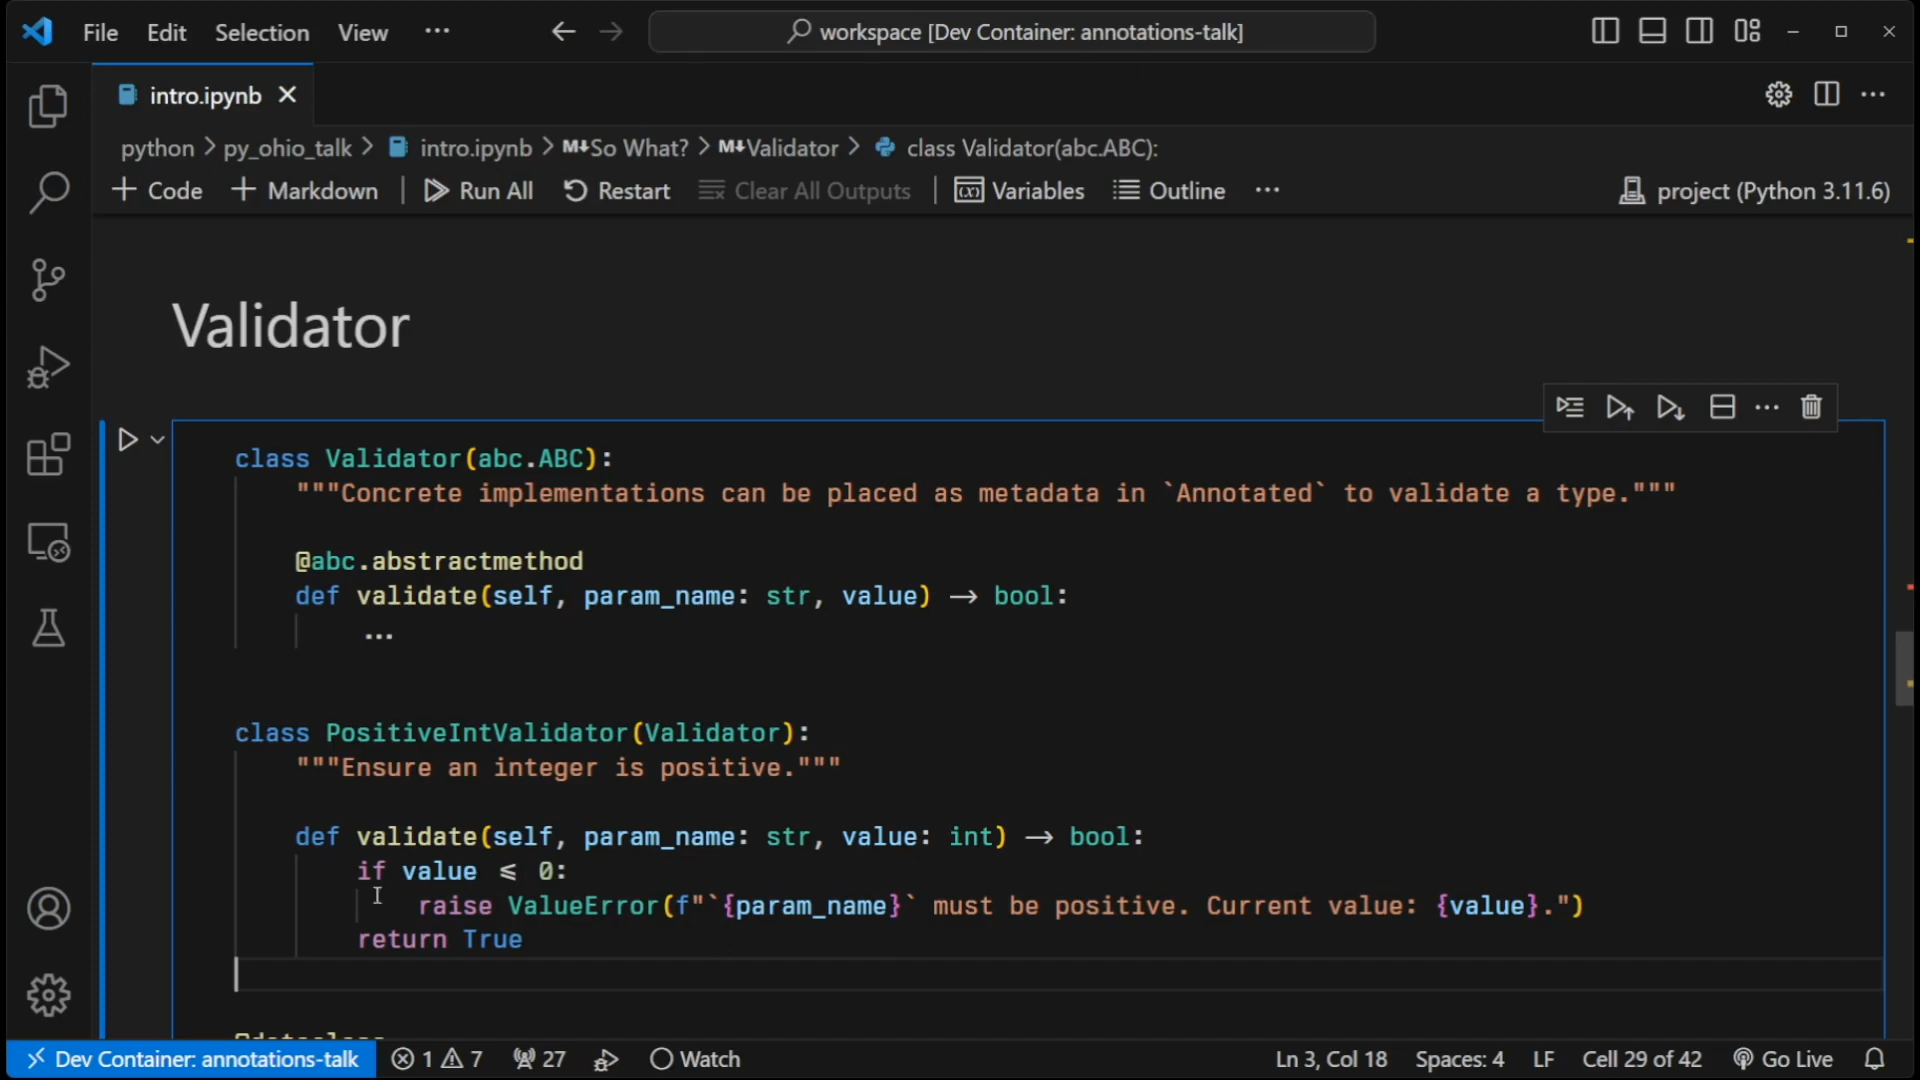 File Edit Selection View ··· workspace [Dev Container: annotations-talk]
intro.ipynb
python > py_ohio_talk > intro.ipynb > M↓So What? > M↓Validator > class Validator(abc.ABC):
+ Code + Markdown | Run All Restart Clear All Outputs | Variables Outline ··· project (Python 3.11.6)
Validator
class Validator(abc.ABC):
"""Concrete implementations can be placed as metadata in `Annotated` to validate a type."""
@abc.abstractmethod
def validate(self, param_name: str, value) → bool:
...
class PositiveIntValidator(Validator):
"""Ensure an integer is positive."""
def validate(self, param_name: str, value: int) → bool:
if value ≤ 0:
raise ValueError(f"`{param_name}` must be positive. Current value: {value}.")
return True
Dev Container: annotations-talk 1 7 27 Watch Ln 3, Col 18 Spaces: 4 LF Cell 29 of 42 Go Live